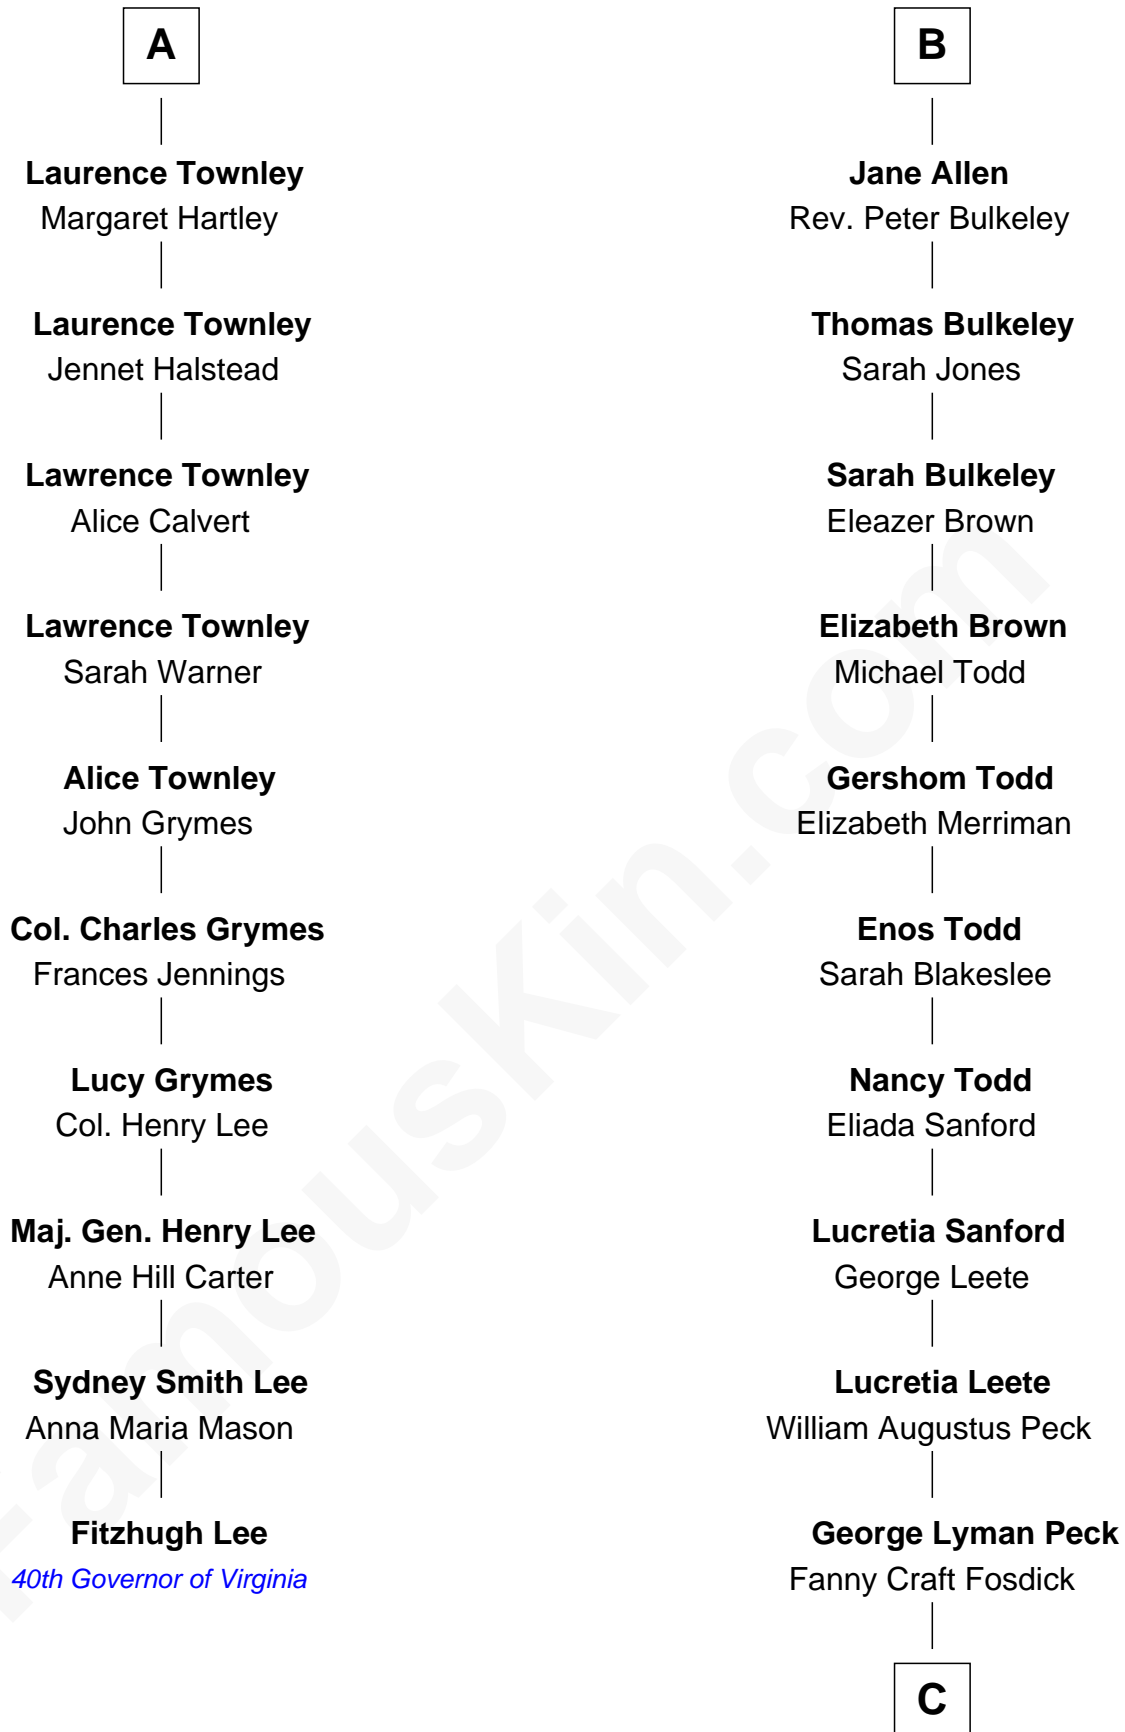 A
Laurence Townley
Margaret Hartley
Laurence Townley
Jennet Halstead
Lawrence Townley
Alice Calvert
Lawrence Townley
Sarah Warner
Alice Townley
John Grymes
Col. Charles Grymes
Frances Jennings
Lucy Grymes
Col. Henry Lee
Maj. Gen. Henry Lee
Anne Hill Carter
Sydney Smith Lee
Anna Maria Mason
Fitzhugh Lee
40th Governor of Virginia
B
Jane Allen
Rev. Peter Bulkeley
Thomas Bulkeley
Sarah Jones
Sarah Bulkeley
Eleazer Brown
Elizabeth Brown
Michael Todd
Gershom Todd
Elizabeth Merriman
Enos Todd
Sarah Blakeslee
Nancy Todd
Eliada Sanford
Lucretia Sanford
George Leete
Lucretia Leete
William Augustus Peck
George Lyman Peck
Fanny Craft Fosdick
C
FamousKin.com